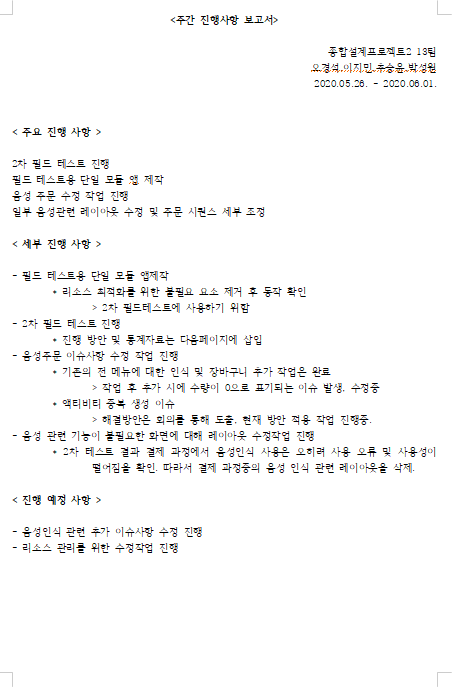 <주간 진행사항 보고서>
종합설계프로젝트2 13팀
오경석,이지민,추승윤,박성원
2020.05.26. - 2020.06.01.
< 주요 진행 사항 >
2차 필드 테스트 진행
필드 테스트용 단일 모듈 앱 제작
음성 주문 수정 작업 진행
일부 음성관련 레이아웃 수정 및 주문 시퀀스 세부 조정
< 세부 진행 사항 >
- 필드 테스트용 단일 모듈 앱제작
* 리소스 최적화를 위한 불필요 요소 제거 후 동작 확인
> 2차 필드테스트에 사용하기 위함
- 2차 필드 테스트 진행
* 진행 방안 및 통계자료는 다음페이지에 삽입
- 음성주문 이슈사항 수정 작업 진행
* 기존의 전 메뉴에 대한 인식 및 장바구니 추가 작업은 완료
> 작업 후 추가 시에 수량이 0으로 표기되는 이슈 발생, 수정중
* 액티비티 중복 생성 이슈
> 해결방안은 회의를 통해 도출, 현재 방안 적용 작업 진행중.
- 음성 관련 기능이 불필요한 화면에 대해 레이아웃 수정작업 진행
* 2차 테스트 결과 결제 과정에서 음성인식 사용은 오히려 사용 오류 및 사용성이
떨어짐을 확인. 따라서 결제 과정중의 음성 인식 관련 레이아웃을 삭제.
< 진행 예정 사항 >
- 음성인식 관련 추가 이슈사항 수정 진행
- 리소스 관리를 위한 수정작업 진행